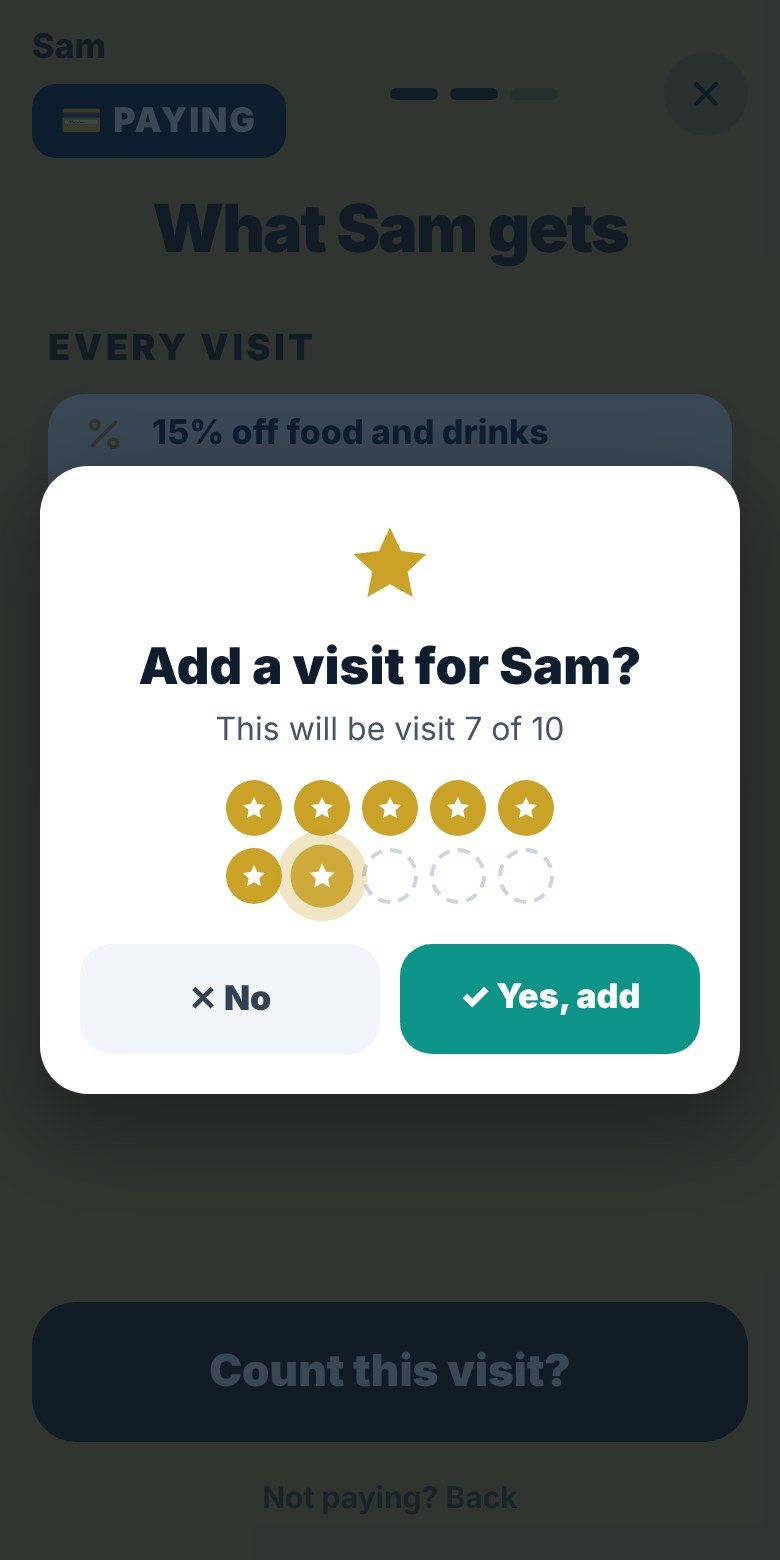 Sam
PAYING
What Sam gets
EVERY VISIT
15% off food and drinks
Add a visit for Sam?
This will be visit 7 of 10
✕ No
✓ Yes, add
Count this visit?
Not paying? Back